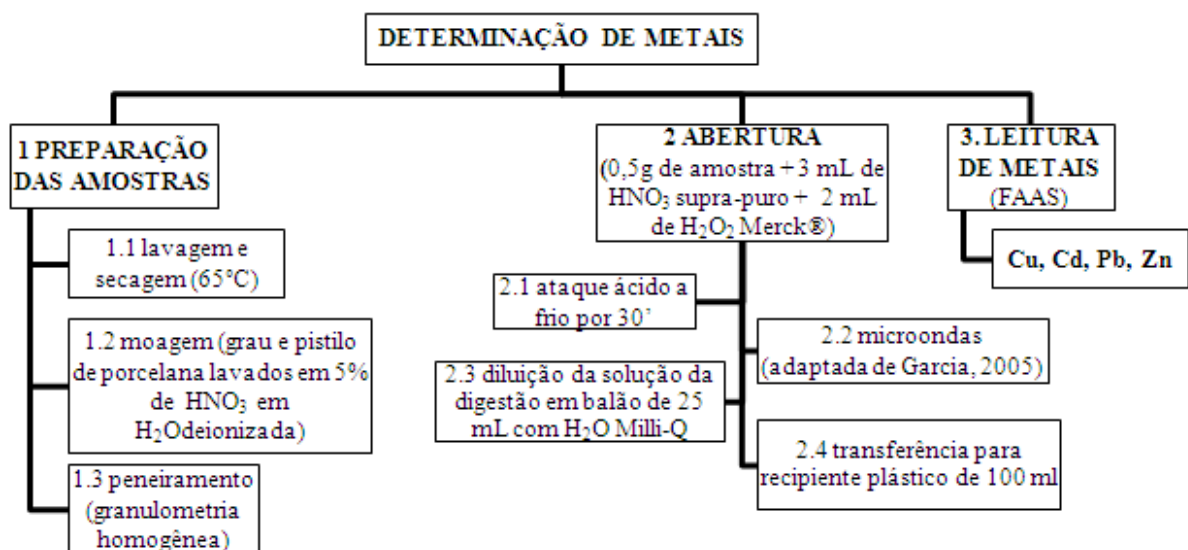 DETERMINAÇÃO DE METAIS
1 PREPARAÇÃO
DAS AMOSTRAS
1.1 lavagem e
secagem (65°C)
1.2 moagem (grau e pistilo
de porcelana lavados em 5%
de HNO₃ em
H₂Odeionizada)
1.3 peneiramento
(granulometria
homogênea)
2 ABERTURA
(0,5g de amostra + 3 mL de
HNO₃ supra-puro + 2 mL
de H₂O₂ Merck®)
2.1 ataque ácido a
frio por 30’
2.2 microondas
(adaptada de Garcia, 2005)
2.3 diluição da solução da
digestão em balão de 25
mL com H₂O Milli-Q
2.4 transferência para
recipiente plástico de 100 ml
3. LEITURA
DE METAIS
(FAAS)
Cu, Cd, Pb, Zn